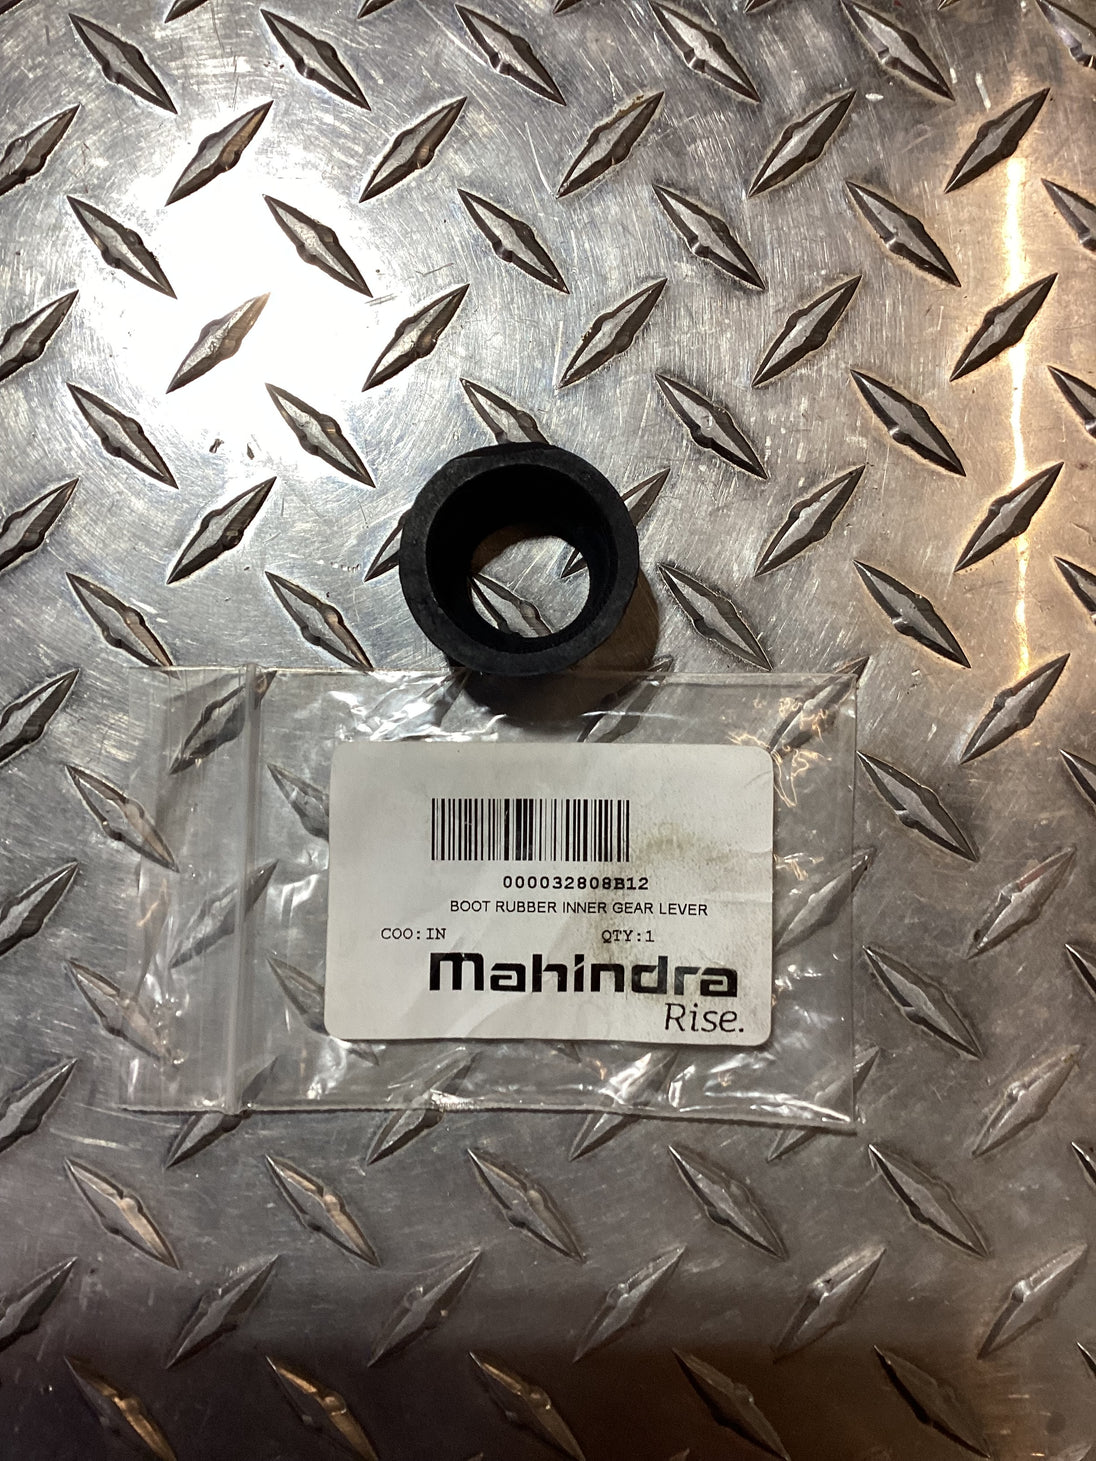 000032808B12
BOOT RUBBER INNER GEAR LEVER
COO:IN QTY:1
Mahindra
Rise.